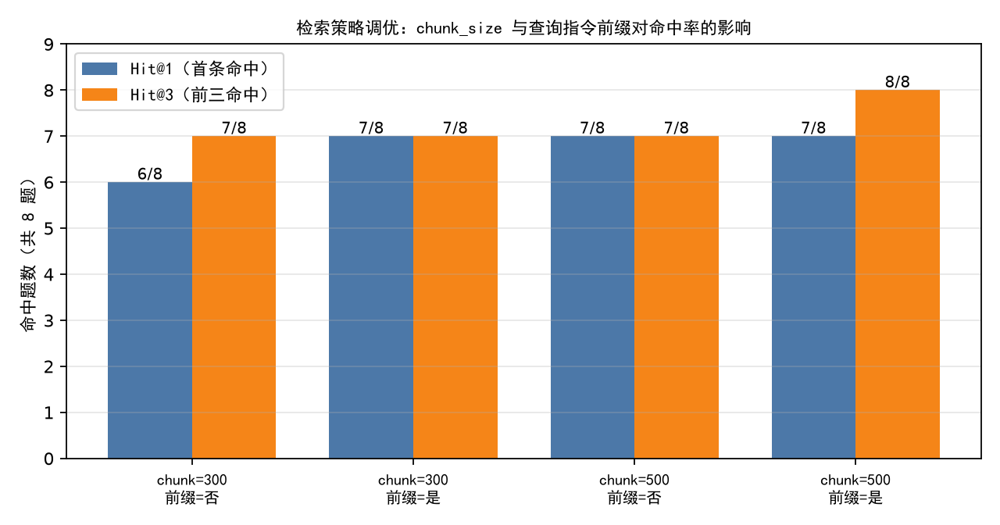 检索策略调优：chunk_size 与查询指令前缀对命中率的影响
Hit@1（首条命中）
Hit@3（前三命中）
命中题数（共 8 题）
9
8
7
6
5
4
3
2
1
0
6/8
7/8
7/8
7/8
7/8
7/8
7/8
8/8
chunk=300
前缀=否
chunk=300
前缀=是
chunk=500
前缀=否
chunk=500
前缀=是